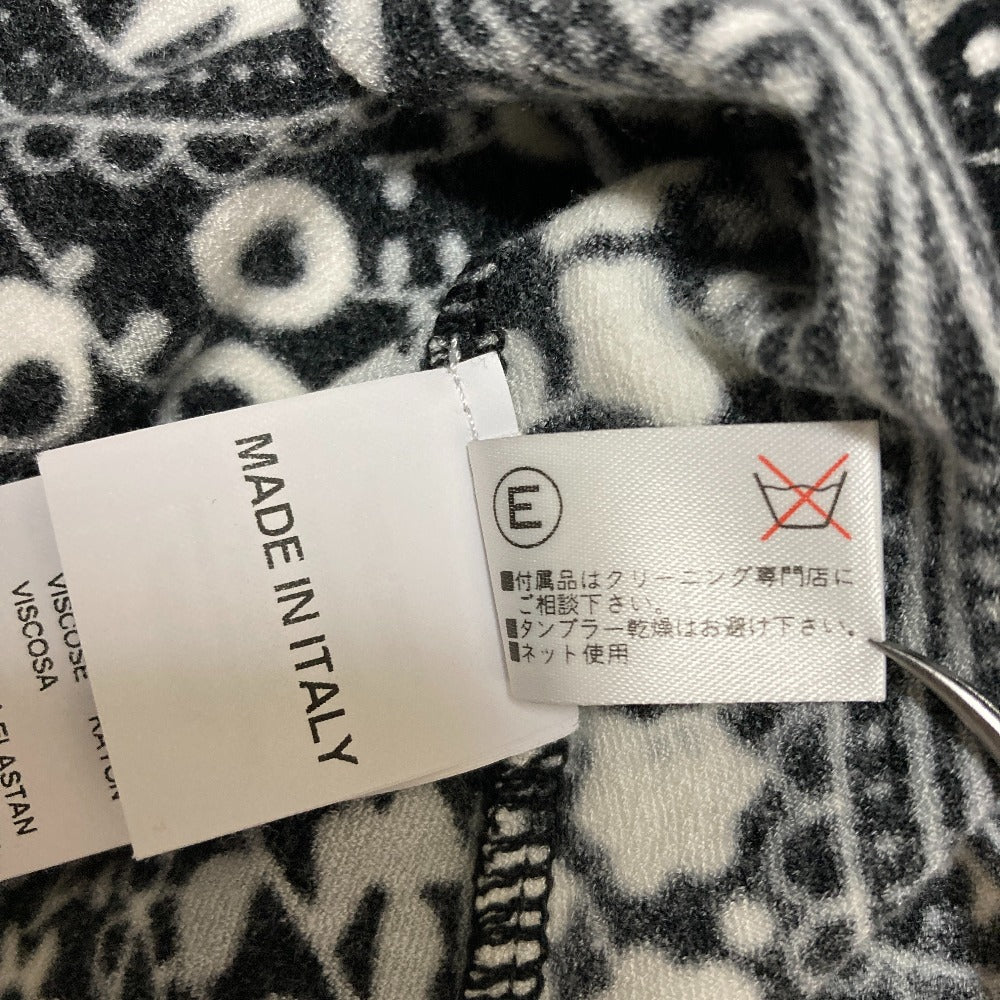 MADE IN ITALY
VISCOSE
VISCOSA
RAYON
ELASTAN
E
■付属品はクリーニング専門店に
ご相談下さい。
■タンブラー乾燥はお避け下さい。
■ネット使用